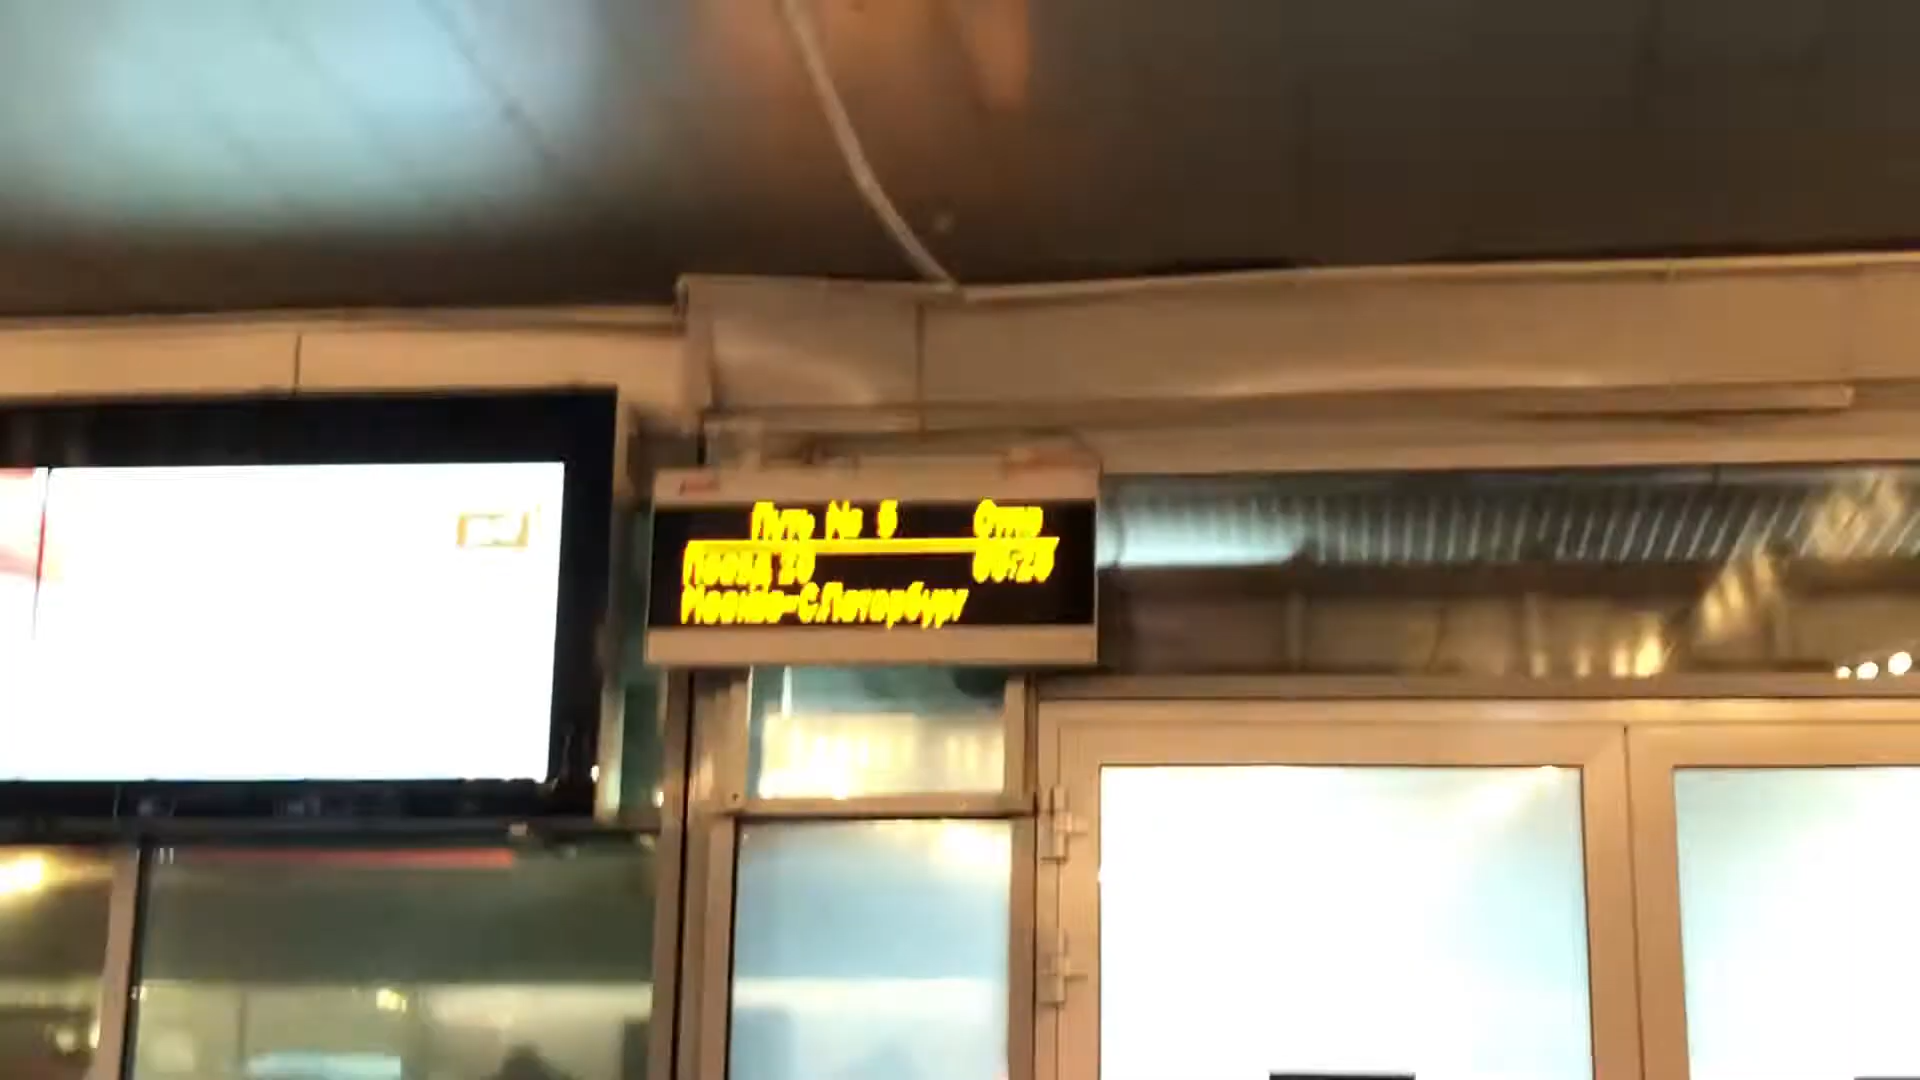 Путь № 5 Отпр
Поезд 20 00:20
Москва-С.Петербург